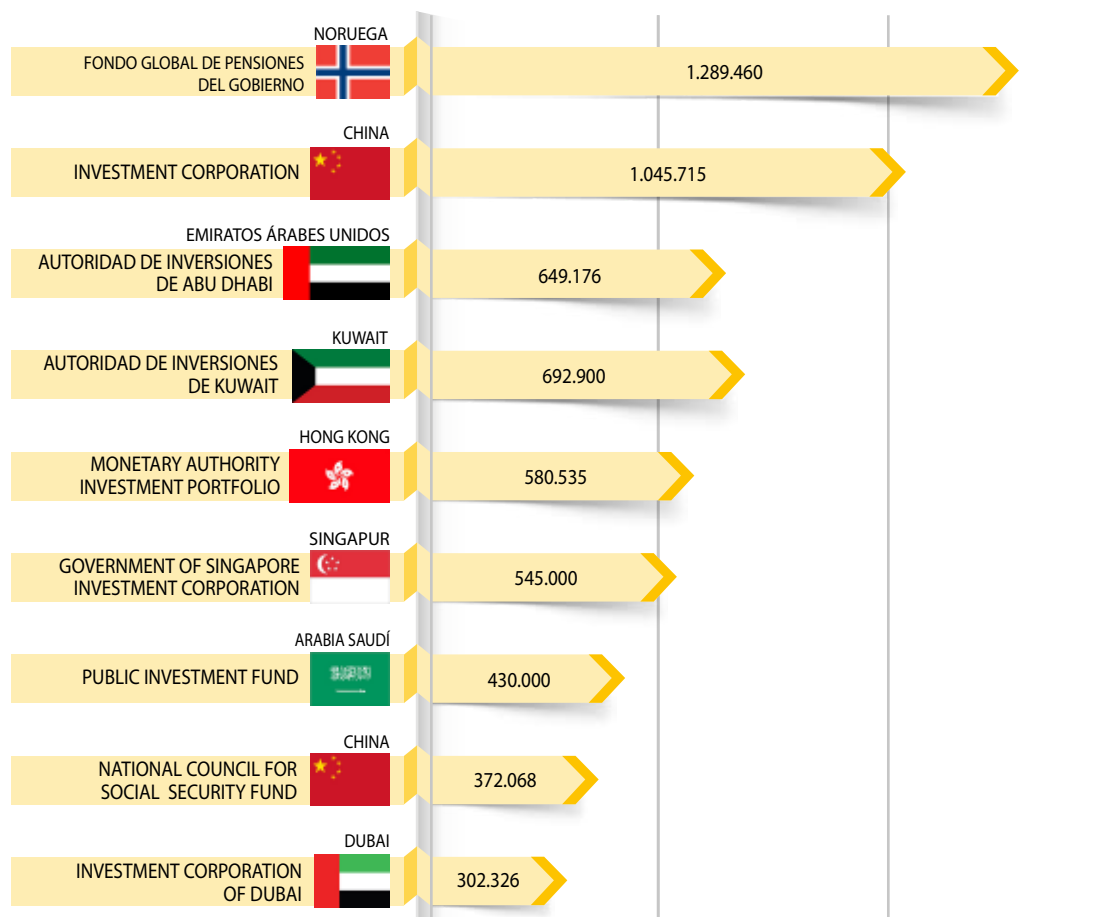 NORUEGA
FONDO GLOBAL DE PENSIONES
DEL GOBIERNO
1.289.460
CHINA
INVESTMENT CORPORATION
1.045.715
EMIRATOS ÁRABES UNIDOS
AUTORIDAD DE INVERSIONES
DE ABU DHABI
649.176
KUWAIT
AUTORIDAD DE INVERSIONES
DE KUWAIT
692.900
HONG KONG
MONETARY AUTHORITY
INVESTMENT PORTFOLIO
580.535
SINGAPUR
GOVERNMENT OF SINGAPORE
INVESTMENT CORPORATION
545.000
ARABIA SAUDÍ
PUBLIC INVESTMENT FUND
430.000
CHINA
NATIONAL COUNCIL FOR
SOCIAL SECURITY FUND
372.068
DUBAI
INVESTMENT CORPORATION
OF DUBAI
302.326